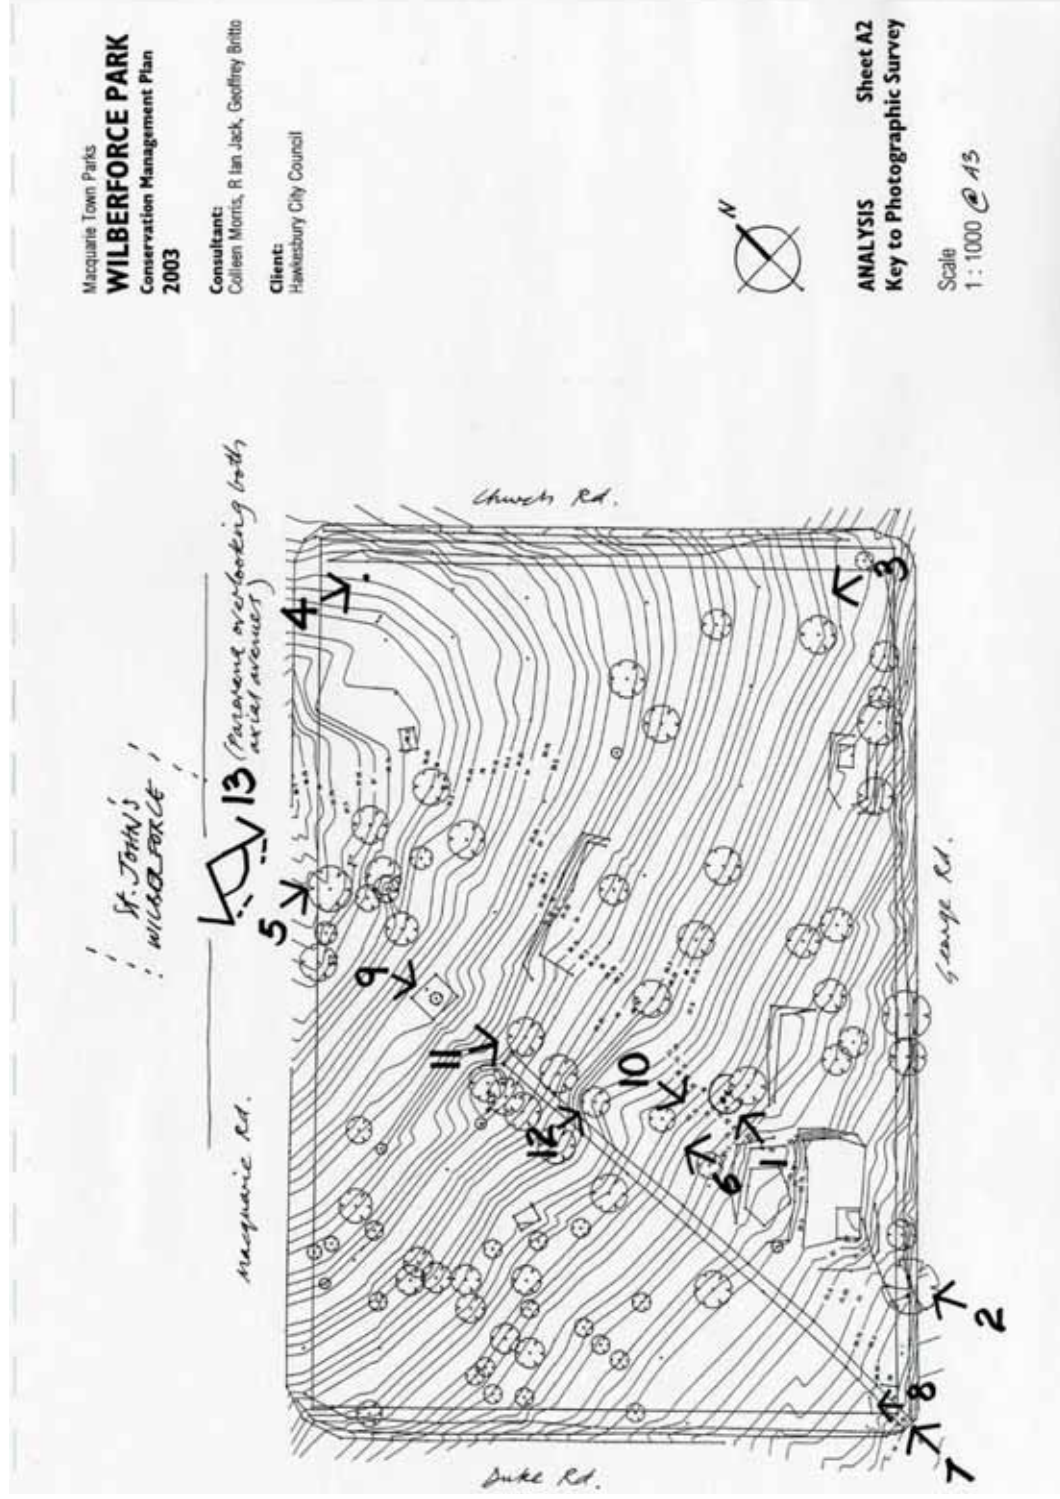 Macquarie Town Parks
WILBERFORCE PARK
Conservation Management Plan
2003
Consultant:
Colleen Morris, R Ian Jack, Geoffrey Britto
Client:
Hawkesbury City Council
N
ANALYSIS Sheet A2
Key to Photographic Survey
Scale
1 : 1000 @ A3
Church Rd.
St. JOHN'S
WILBERFORCE
13 (Panorama overlooking both
axial avenues)
Macquarie Rd.
George Rd.
Duke Rd.
4
3
5
9
11
10
12
6
1
2
8
7